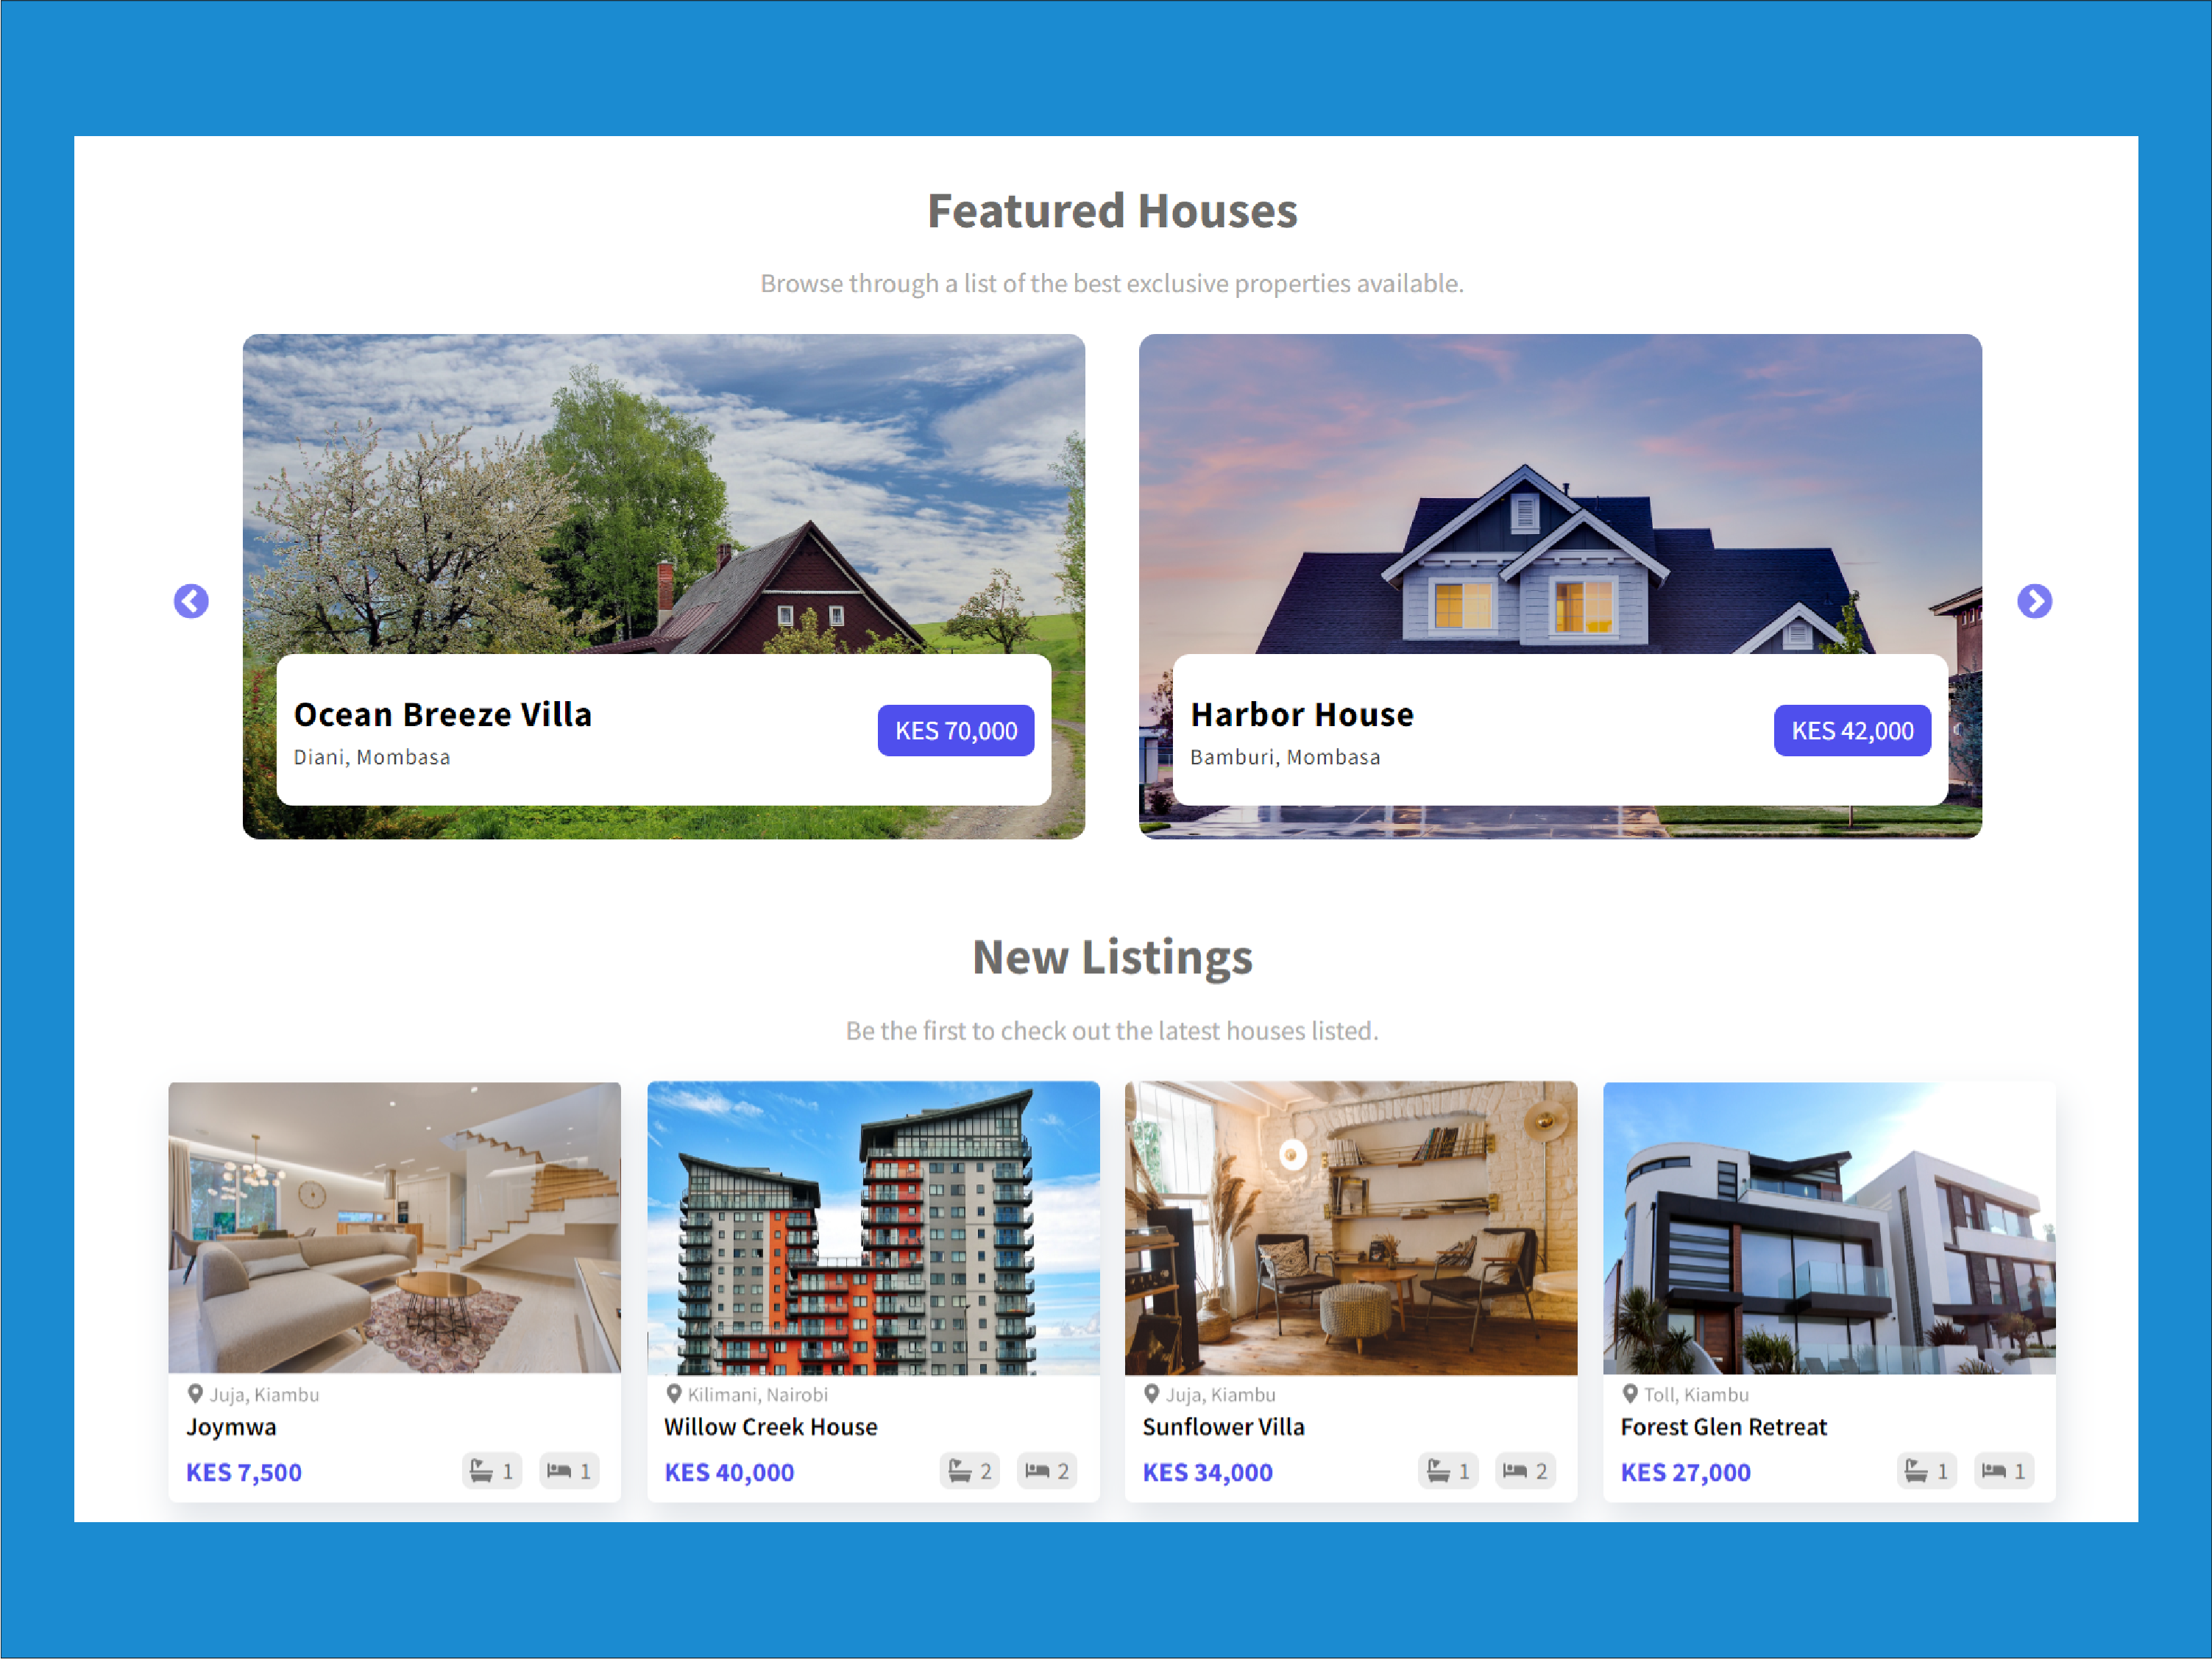 Featured Houses
Browse through a list of the best exclusive properties available.
Ocean Breeze Villa
Diani, Mombasa
KES 70,000
Harbor House
Bamburi, Mombasa
KES 42,000
New Listings
Be the first to check out the latest houses listed.
Juja, Kiambu
Joymwa
KES 7,500
1
1
Kilimani, Nairobi
Willow Creek House
KES 40,000
2
2
Juja, Kiambu
Sunflower Villa
KES 34,000
1
2
Toll, Kiambu
Forest Glen Retreat
KES 27,000
1
1